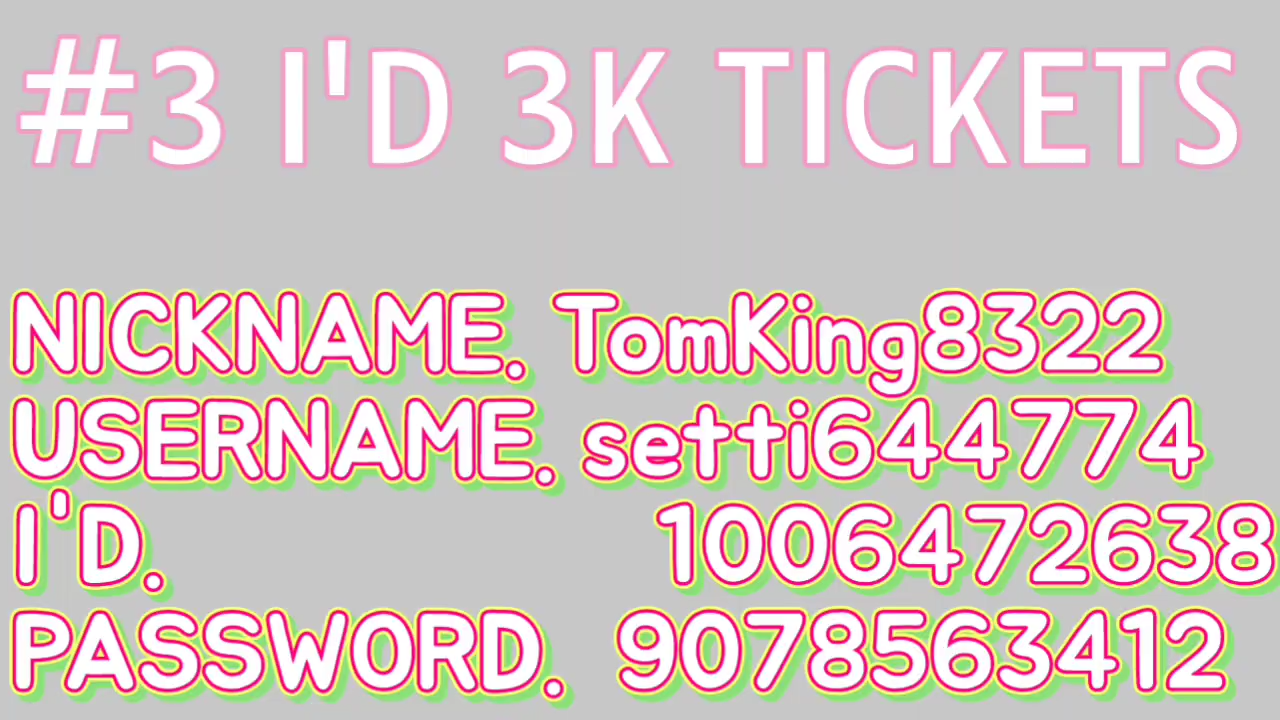 #3 I'D 3K TICKETS
NICKNAME. TomKing8322
USERNAME. setti644774
I'D. 1006472638
PASSWORD. 9078563412